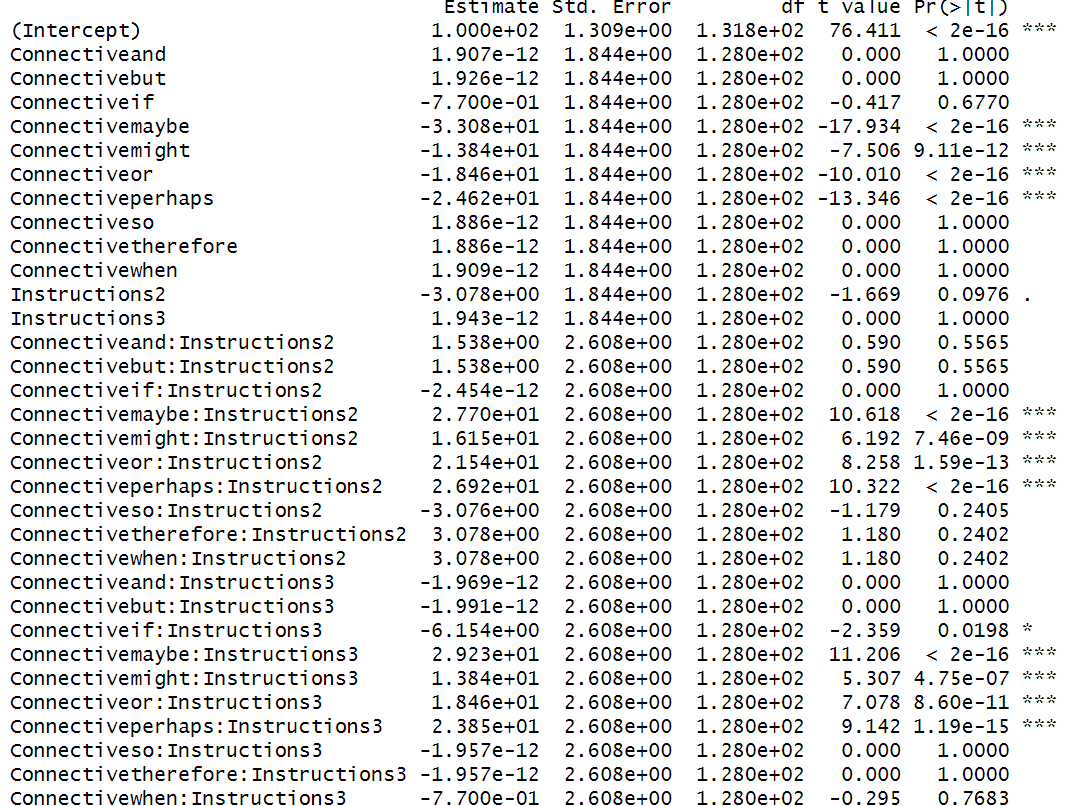 Estimate Std. Error df t value Pr(>|t|)
(Intercept) 1.000e+02 1.309e+00 1.318e+02 76.411 < 2e-16 ***
Connectiveand 1.907e-12 1.844e+00 1.280e+02 0.000 1.0000
Connectivebut 1.926e-12 1.844e+00 1.280e+02 0.000 1.0000
Connectiveif -7.700e-01 1.844e+00 1.280e+02 -0.417 0.6770
Connectivemaybe -3.308e+01 1.844e+00 1.280e+02 -17.934 < 2e-16 ***
Connectivemight -1.384e+01 1.844e+00 1.280e+02 -7.506 9.11e-12 ***
Connectiveor -1.846e+01 1.844e+00 1.280e+02 -10.010 < 2e-16 ***
Connectiveperhaps -2.462e+01 1.844e+00 1.280e+02 -13.346 < 2e-16 ***
Connectiveso 1.886e-12 1.844e+00 1.280e+02 0.000 1.0000
Connectivetherefore 1.886e-12 1.844e+00 1.280e+02 0.000 1.0000
Connectivewhen 1.909e-12 1.844e+00 1.280e+02 0.000 1.0000
Instructions2 -3.078e+00 1.844e+00 1.280e+02 -1.669 0.0976 .
Instructions3 1.943e-12 1.844e+00 1.280e+02 0.000 1.0000
Connectiveand:Instructions2 1.538e+00 2.608e+00 1.280e+02 0.590 0.5565
Connectivebut:Instructions2 1.538e+00 2.608e+00 1.280e+02 0.590 0.5565
Connectiveif:Instructions2 -2.454e-12 2.608e+00 1.280e+02 0.000 1.0000
Connectivemaybe:Instructions2 2.770e+01 2.608e+00 1.280e+02 10.618 < 2e-16 ***
Connectivemight:Instructions2 1.615e+01 2.608e+00 1.280e+02 6.192 7.46e-09 ***
Connectiveor:Instructions2 2.154e+01 2.608e+00 1.280e+02 8.258 1.59e-13 ***
Connectiveperhaps:Instructions2 2.692e+01 2.608e+00 1.280e+02 10.322 < 2e-16 ***
Connectiveso:Instructions2 -3.076e+00 2.608e+00 1.280e+02 -1.179 0.2405
Connectivetherefore:Instructions2 3.078e+00 2.608e+00 1.280e+02 1.180 0.2402
Connectivewhen:Instructions2 3.078e+00 2.608e+00 1.280e+02 1.180 0.2402
Connectiveand:Instructions3 -1.969e-12 2.608e+00 1.280e+02 0.000 1.0000
Connectivebut:Instructions3 -1.991e-12 2.608e+00 1.280e+02 0.000 1.0000
Connectiveif:Instructions3 -6.154e+00 2.608e+00 1.280e+02 -2.359 0.0198 *
Connectivemaybe:Instructions3 2.923e+01 2.608e+00 1.280e+02 11.206 < 2e-16 ***
Connectivemight:Instructions3 1.384e+01 2.608e+00 1.280e+02 5.307 4.75e-07 ***
Connectiveor:Instructions3 1.846e+01 2.608e+00 1.280e+02 7.078 8.60e-11 ***
Connectiveperhaps:Instructions3 2.385e+01 2.608e+00 1.280e+02 9.142 1.19e-15 ***
Connectiveso:Instructions3 -1.957e-12 2.608e+00 1.280e+02 0.000 1.0000
Connectivetherefore:Instructions3 -1.957e-12 2.608e+00 1.280e+02 0.000 1.0000
Connectivewhen:Instructions3 -7.700e-01 2.608e+00 1.280e+02 -0.295 0.7683